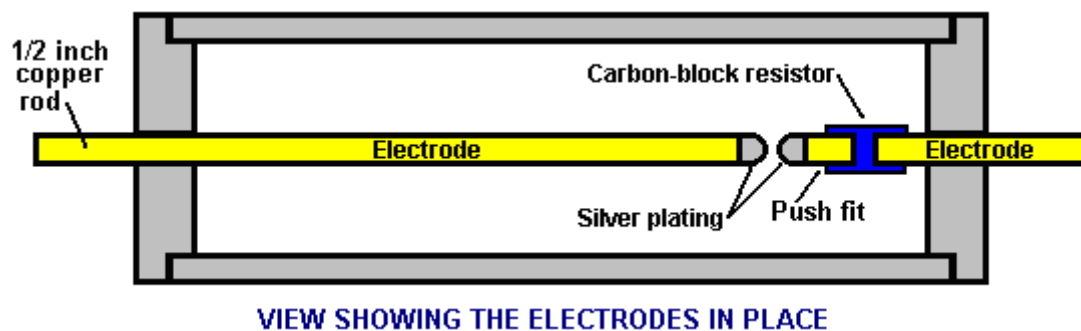 1/2 inch
copper
rod
Carbon-block resistor
Electrode
Electrode
Silver plating
Push fit
VIEW SHOWING THE ELECTRODES IN PLACE